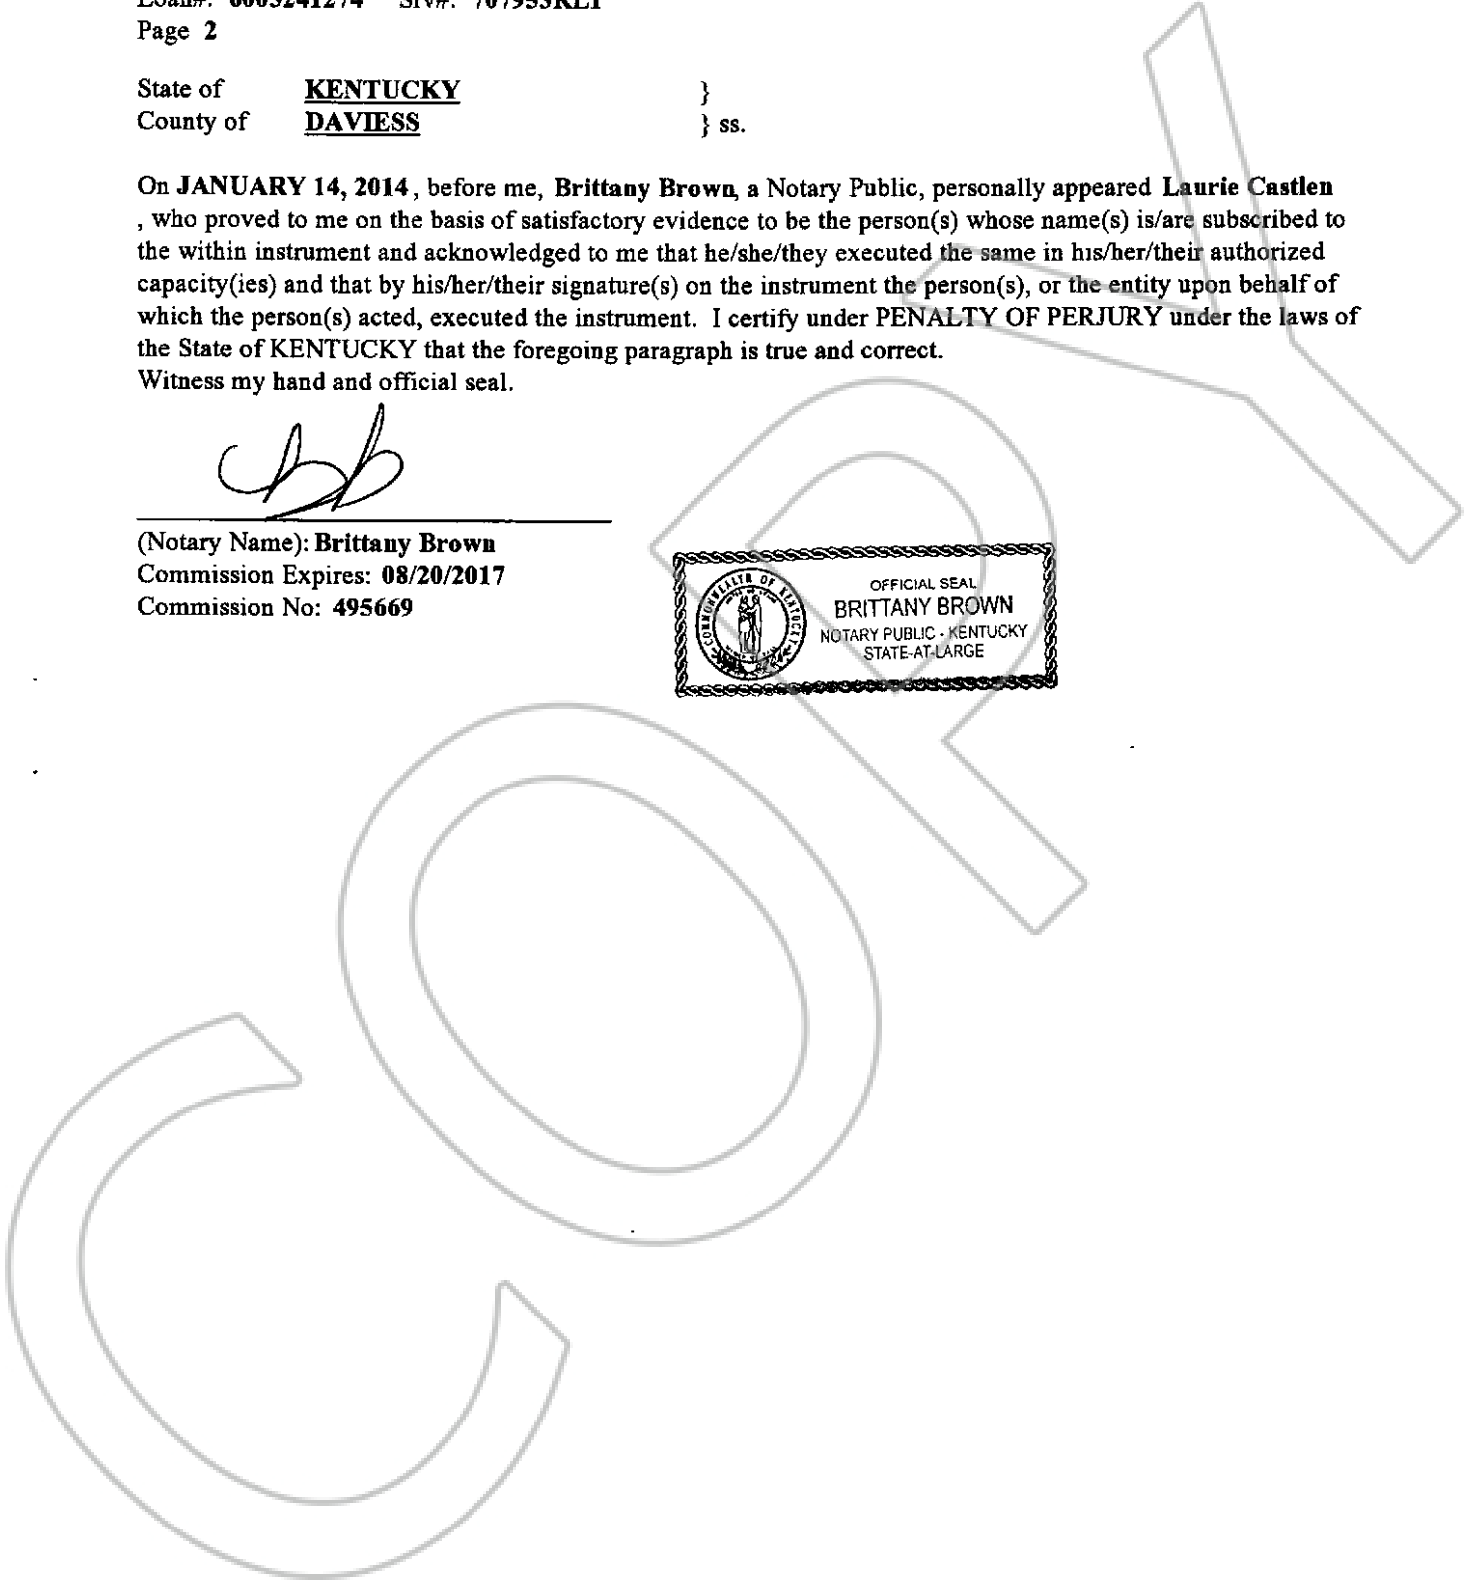 Page 2
State of KENTUCKY }
County of DAVIESS } ss.
On JANUARY 14, 2014, before me, Brittany Brown, a Notary Public, personally appeared Laurie Castlen
, who proved to me on the basis of satisfactory evidence to be the person(s) whose name(s) is/are subscribed to
the within instrument and acknowledged to me that he/she/they executed the same in his/her/their authorized
capacity(ies) and that by his/her/their signature(s) on the instrument the person(s), or the entity upon behalf of
which the person(s) acted, executed the instrument. I certify under PENALTY OF PERJURY under the laws of
the State of KENTUCKY that the foregoing paragraph is true and correct.
Witness my hand and official seal.
(Notary Name): Brittany Brown
Commission Expires: 08/20/2017
Commission No: 495669
COMMONWEALTH OF KENTUCKY
OFFICIAL SEAL
BRITTANY BROWN
NOTARY PUBLIC - KENTUCKY
STATE-AT-LARGE
COPY